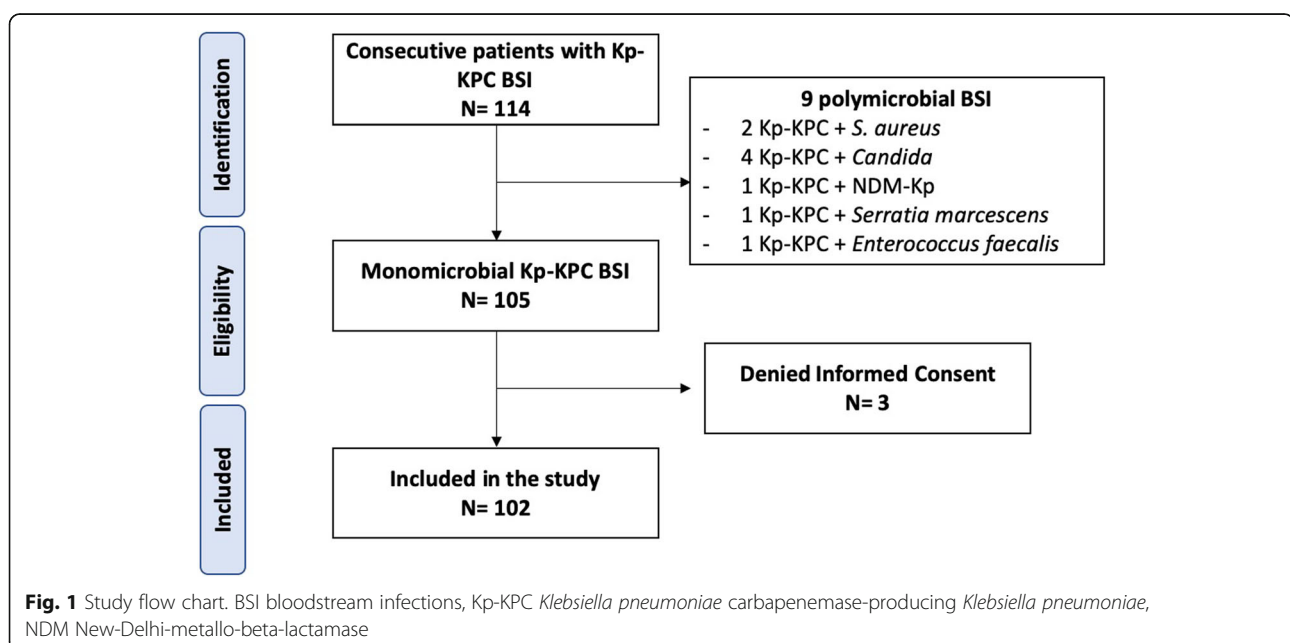 Identification
Consecutive patients with Kp-
KPC BSI
N= 114
9 polymicrobial BSI
- 2 Kp-KPC + S. aureus
- 4 Kp-KPC + Candida
- 1 Kp-KPC + NDM-Kp
- 1 Kp-KPC + Serratia marcescens
- 1 Kp-KPC + Enterococcus faecalis
Eligibility
Monomicrobial Kp-KPC BSI
N= 105
Denied Informed Consent
N= 3
Included
Included in the study
N= 102
Fig. 1 Study flow chart. BSI bloodstream infections, Kp-KPC Klebsiella pneumoniae carbapenemase-producing Klebsiella pneumoniae,
NDM New-Delhi-metallo-beta-lactamase